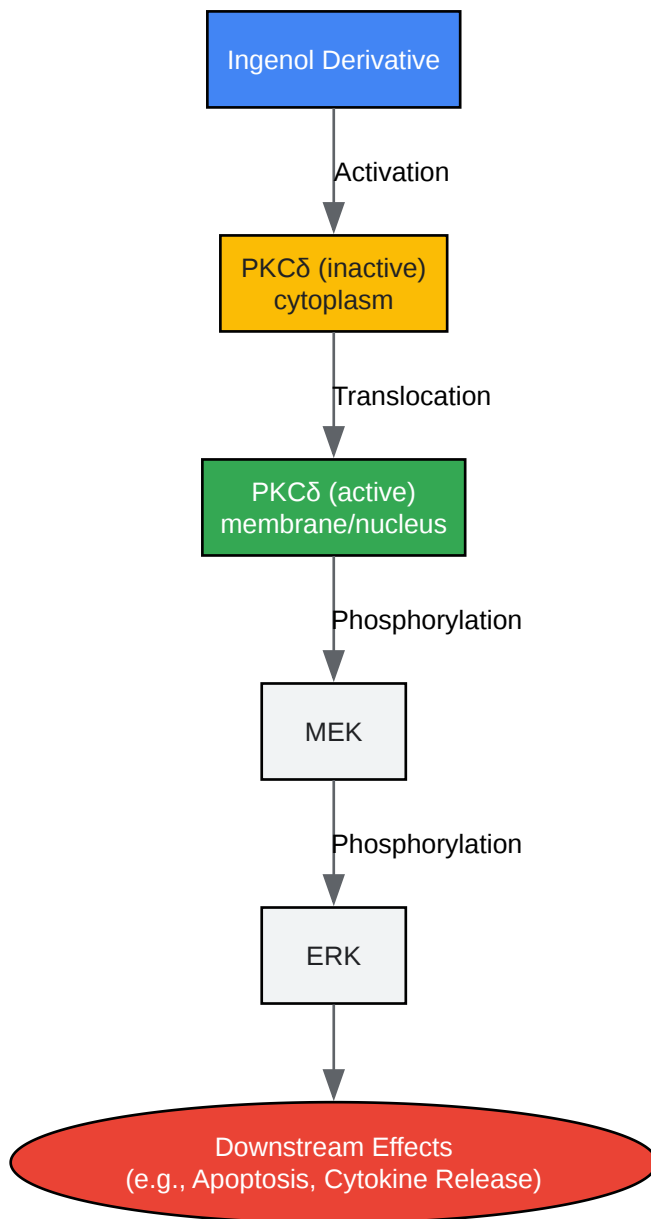 Ingenol Derivative
Activation
PKCδ (inactive)
cytoplasm
Translocation
PKCδ (active)
membrane/nucleus
Phosphorylation
MEK
Phosphorylation
ERK
Downstream Effects
(e.g., Apoptosis, Cytokine Release)